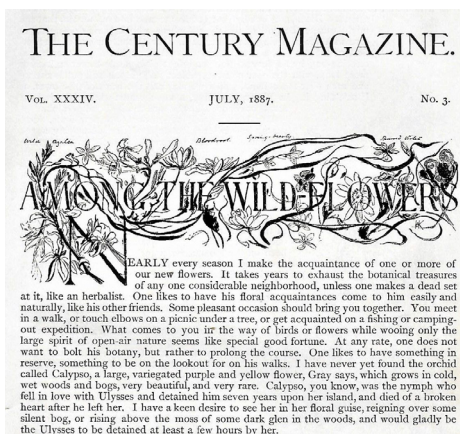 THE CENTURY MAGAZINE.
VOL. XXXIV. JULY, 1887. No. 3.
Wild Azalea Bloodroot
AMONG THE WILD-FLOWERS
NEARLY every season I make the acquaintance of one or more of
our new flowers. It takes years to exhaust the botanical treasures
of any one considerable neighborhood, unless one makes a dead set
at it, like an herbalist. One likes to have his floral acquaintances come to him easily and
naturally, like his other friends. Some pleasant occasion should bring you together. You meet
in a walk, or touch elbows on a picnic under a tree, or get acquainted on a fishing or camping-
out expedition. What comes to you in the way of birds or flowers while wooing only the
large spirit of open-air nature seems like special good fortune. At any rate, one does not
want to bolt his botany, but rather to prolong the course. One likes to have something in
reserve, something to be on the lookout for on his walks. I have never yet found the orchid
called Calypso, a large, variegated purple and yellow flower, Gray says, which grows in cold,
wet woods and bogs, very beautiful, and very rare. Calypso, you know, was the nymph who
fell in love with Ulysses and detained him seven years upon her island, and died of a broken
heart after he left her. I have a keen desire to see her in her floral guise, reigning over some
silent bog, or rising above the moss of some dark glen in the woods, and would gladly be
the Ulysses to be detained at least a few hours by her.